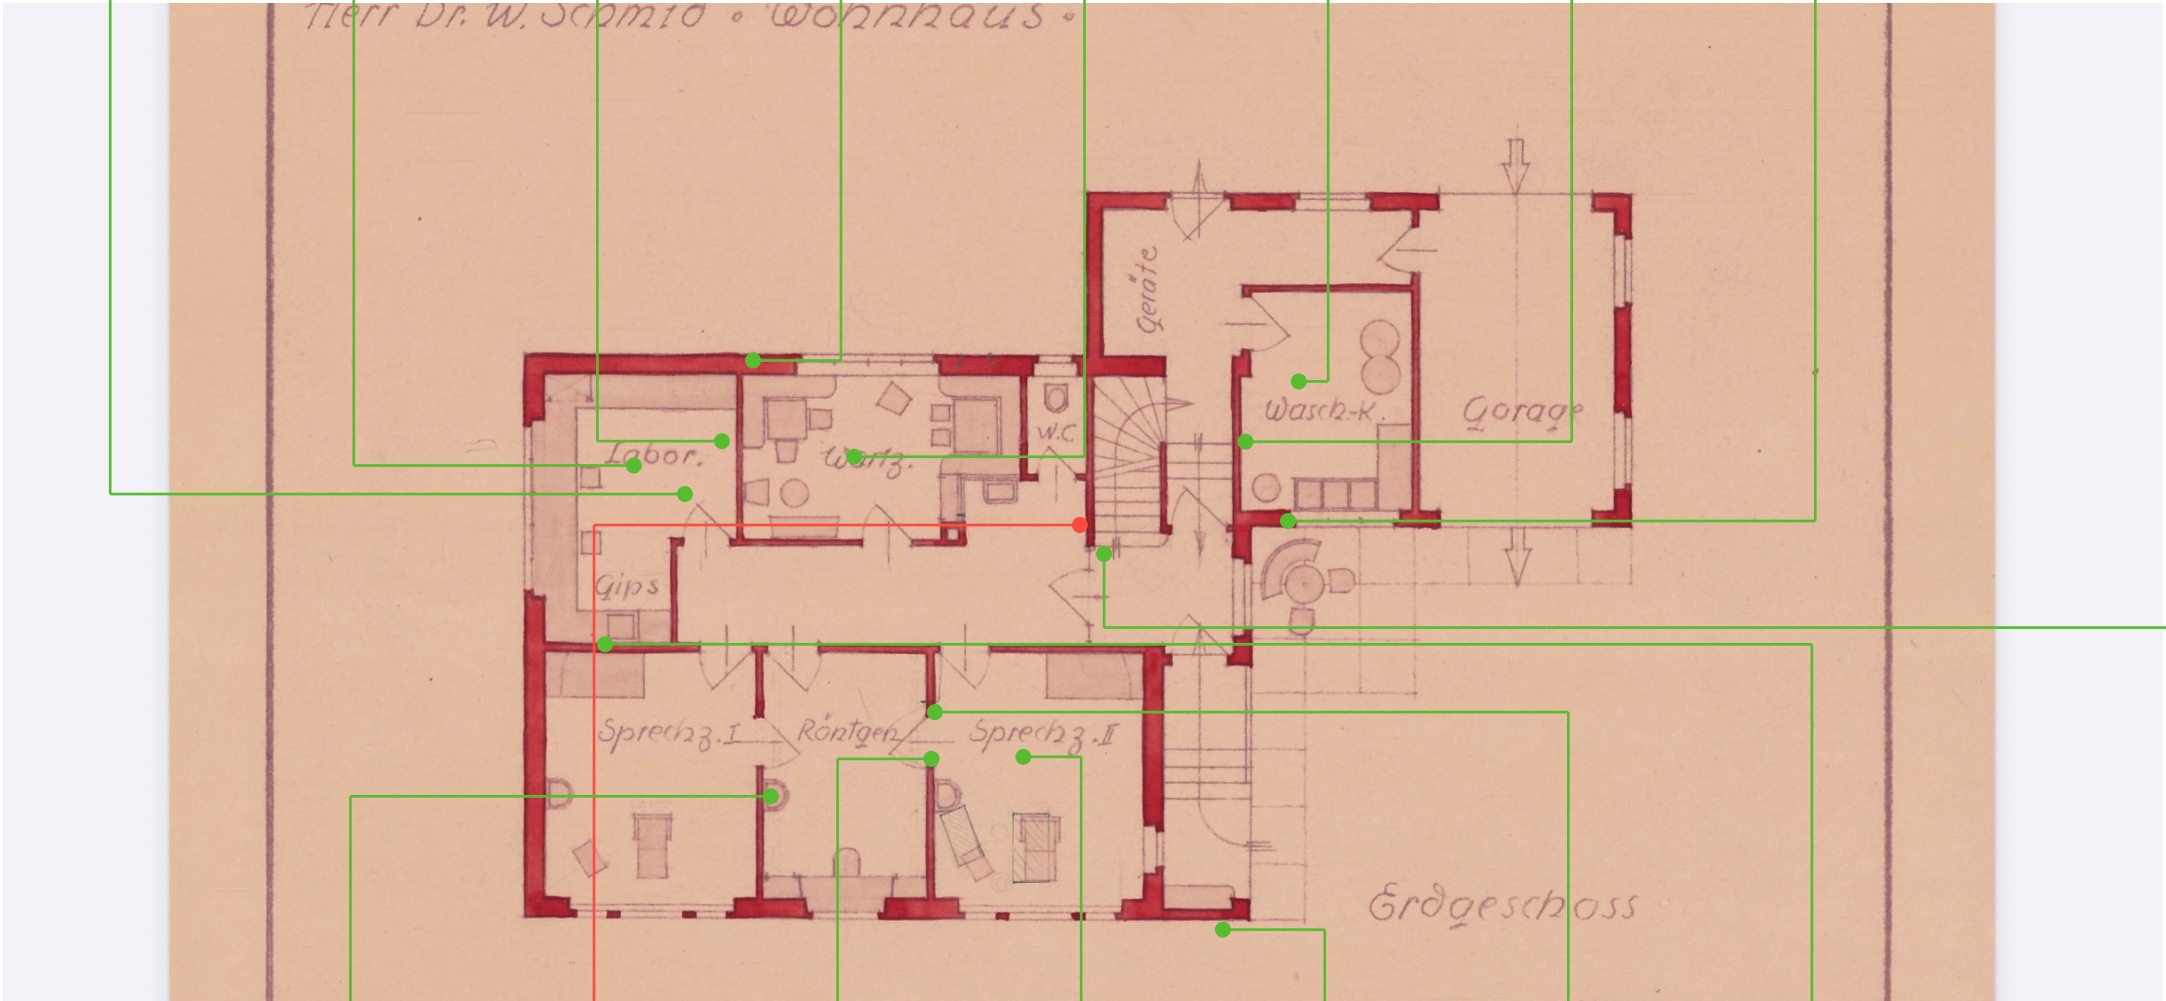 Herr Dr. W. Schmid • Wohnhaus •
Geräte
Wasch-K.
Garage
W.C.
Labor.
Wartz.
Gips
Sprechz. I
Röntgen
Sprechz. II
Erdgeschoss